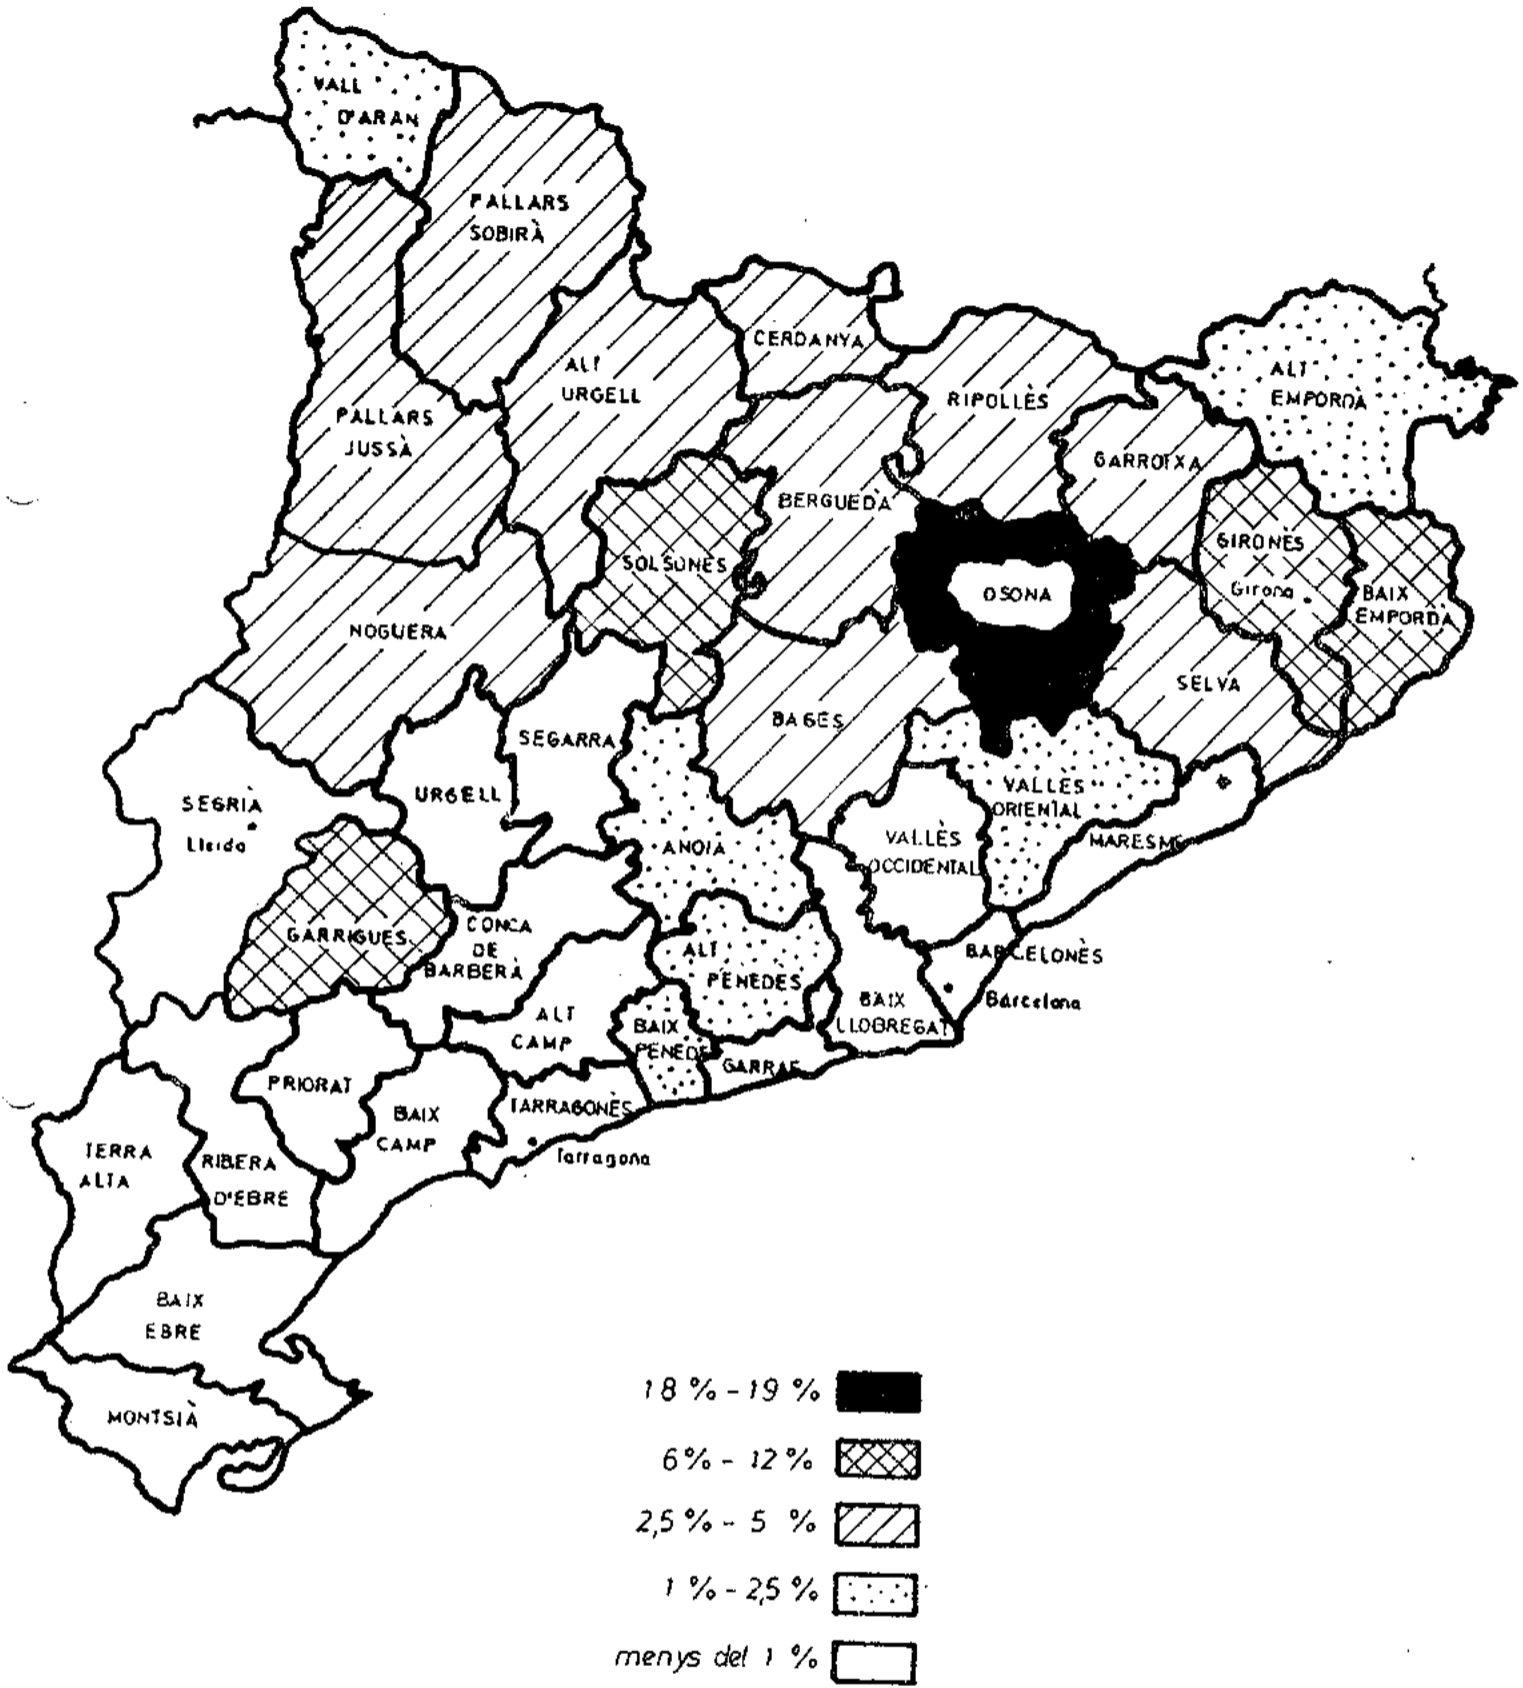 VALL
D'ARAN
PALLARS
SOBIRÀ
CERDANYA
ALT
URGELL
RIPOLLÈS
ALT
EMPORDÀ
PALLARS
JUSSÀ
GARROTXA
BERGUEDÀ
SOLSONÈS
GIRONÈS
Girona
OSONA
BAIX
EMPORDÀ
NOGUERA
SELVA
BAGES
SEGARRA
VALLÈS
ORIENTAL
URGELL
SEGRIÀ
Lleida
ANOIA
VALLÈS
OCCIDENTAL
MARESME
GARRIGUES
CONCA
DE
BARBERÀ
ALT
PENEDÈS
BARCELONÈS
Barcelona
BAIX
LLOBREGAT
ALT
CAMP
BAIX
PENEDÈ
GARRAF
PRIORAT
BAIX
CAMP
TARRAGONÈS
Tarragona
TERRA
ALTA
RIBERA
D'EBRE
BAIX
EBRE
MONTSIÀ
18 % - 19 %
6 % - 12 %
2,5 % - 5 %
1 % - 2,5 %
menys del 1 %